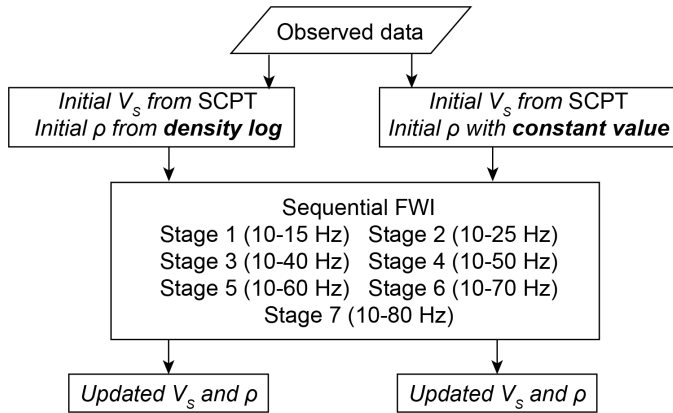 Observed data
Initial Vs from SCPT
Initial ρ from density log
Initial Vs from SCPT
Initial ρ with constant value
Sequential FWI
Stage 1 (10-15 Hz) Stage 2 (10-25 Hz)
Stage 3 (10-40 Hz) Stage 4 (10-50 Hz)
Stage 5 (10-60 Hz) Stage 6 (10-70 Hz)
Stage 7 (10-80 Hz)
Updated Vs and ρ
Updated Vs and ρ